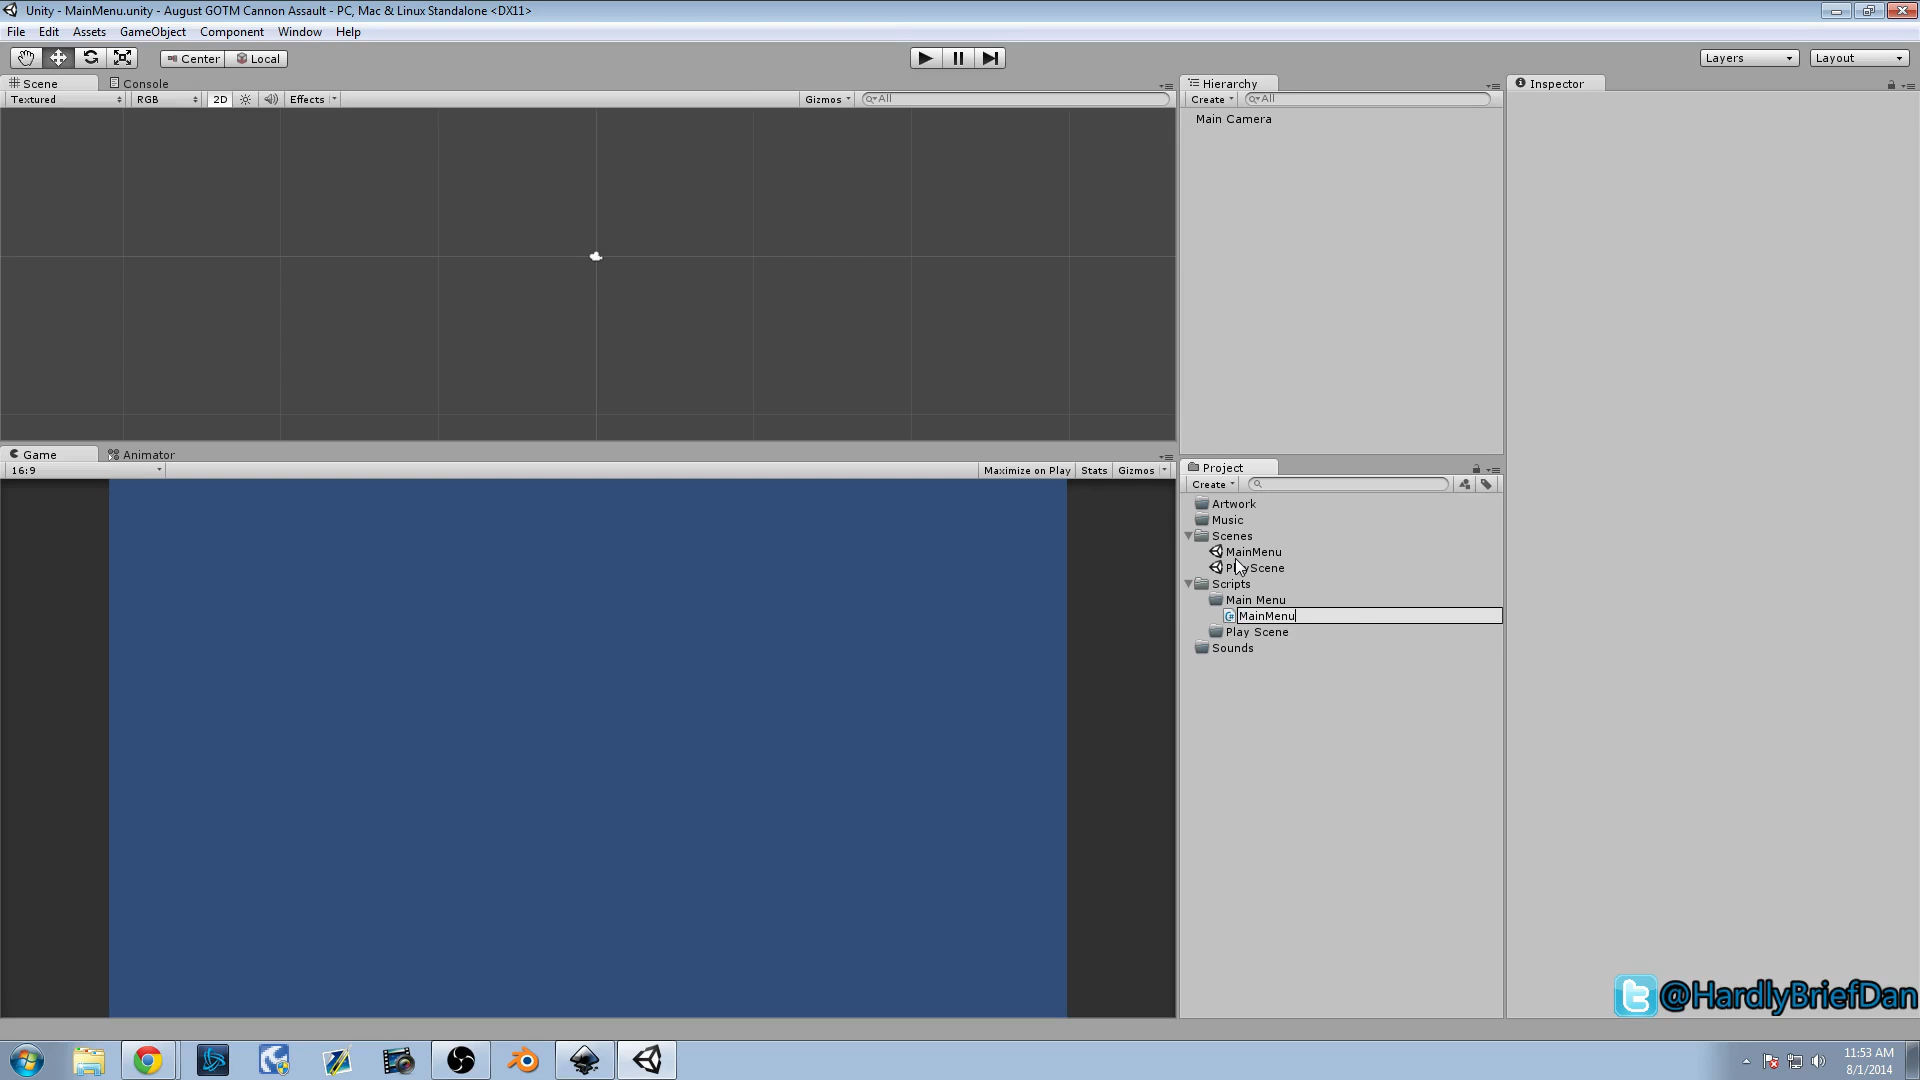 Unity - MainMenu.unity - August GOTM Cannon Assault - PC, Mac & Linux Standalone <DX11>
File Edit Assets GameObject Component Window Help
Center Local Layers Layout
Scene Console Hierarchy Inspector
Textured RGB 2D Effects Gizmos All Create All
Main Camera
Game Animator
16:9 Maximize on Play Stats Gizmos
Project
Create
Artwork
Music
Scenes
MainMenu
PlayScene
Scripts
Main Menu
MainMenu
Play Scene
Sounds
@HardlyBriefDan
11:53 AM
8/1/2014